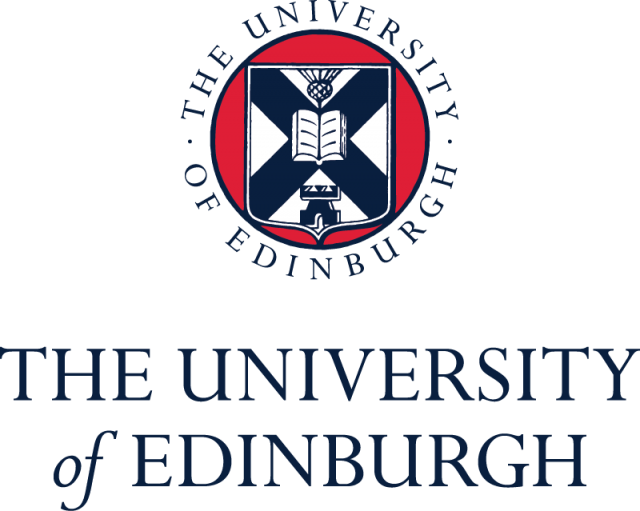 · THE UNIVERSITY ·
OF EDINBURGH
THE UNIVERSITY
of EDINBURGH